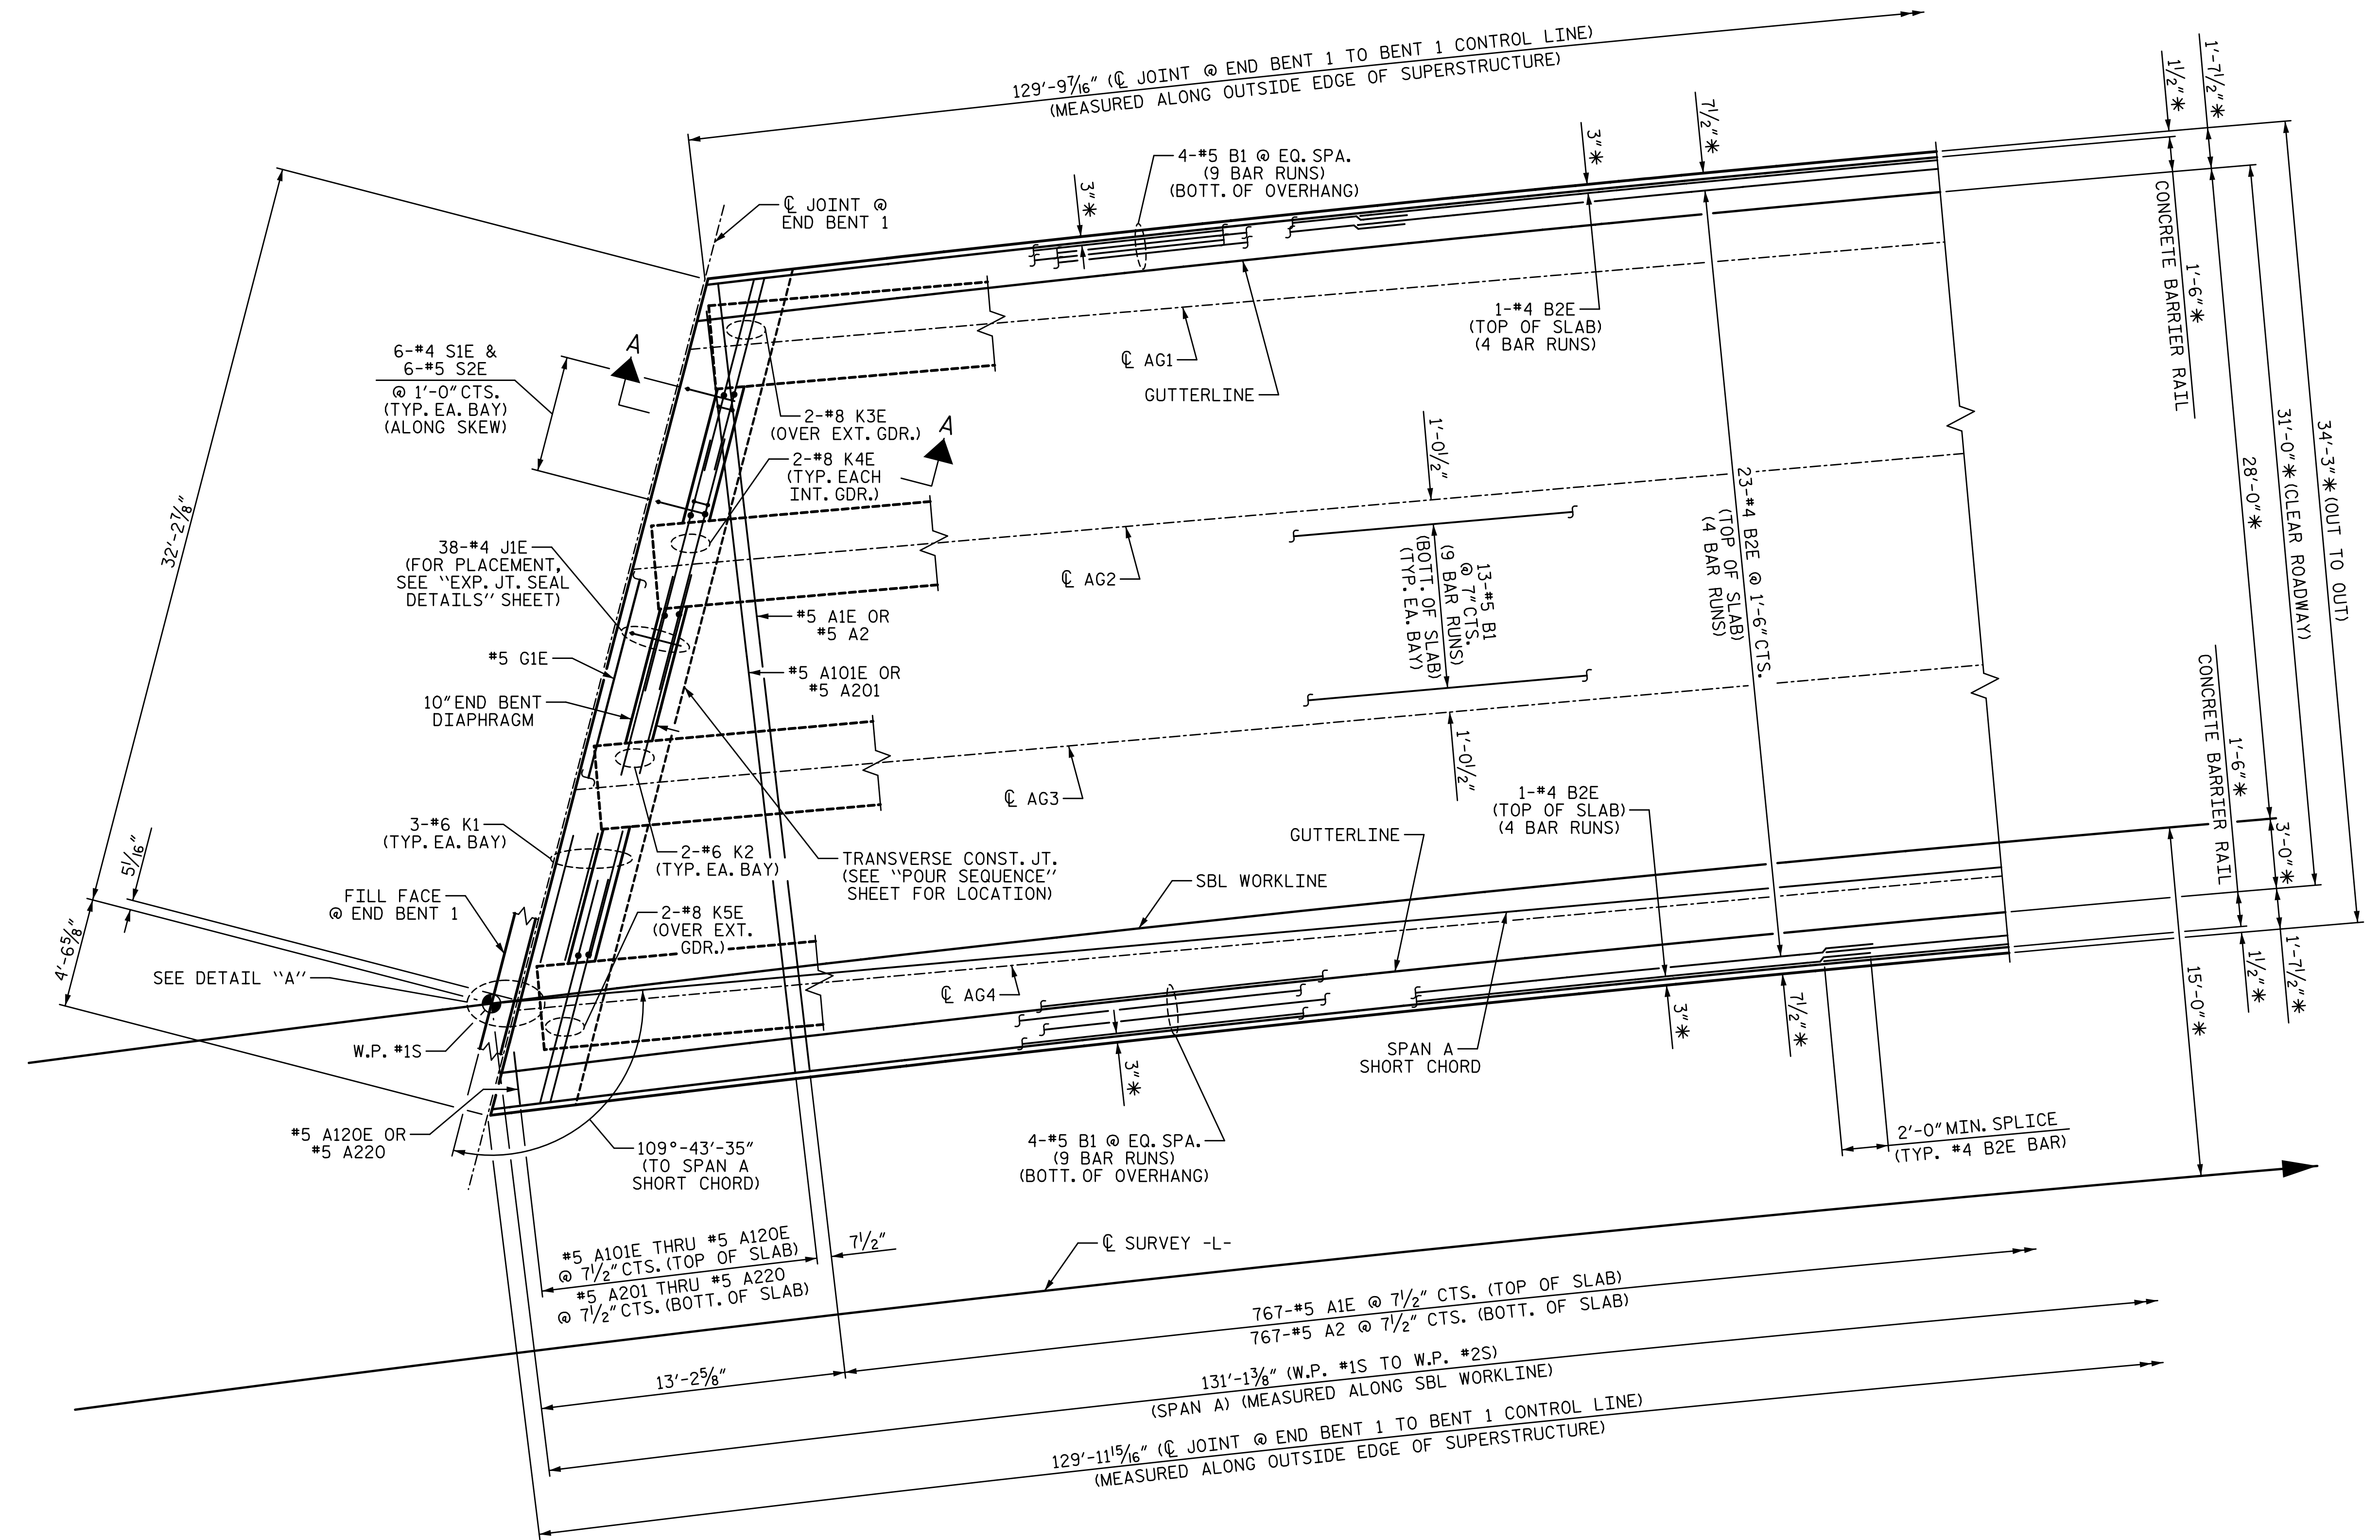 129'-9 7/16" (℄ JOINT @ END BENT 1 TO BENT 1 CONTROL LINE)
(MEASURED ALONG OUTSIDE EDGE OF SUPERSTRUCTURE)
1'-7 1/2"*
1 1/2"*
7 1/2"*
3"*
3"*
4-#5 B1 @ EQ. SPA.
(9 BAR RUNS)
(BOTT. OF OVERHANG)
℄ JOINT @
END BENT 1
CONCRETE BARRIER RAIL
1'-6"*
28'-0"*
31'-0"* (CLEAR ROADWAY)
34'-3"* (OUT TO OUT)
1-#4 B2E
(TOP OF SLAB)
(4 BAR RUNS)
℄ AG1
GUTTERLINE
6-#4 S1E &
6-#5 S2E
@ 1'-0" CTS.
(TYP. EA. BAY)
(ALONG SKEW)
A
A
2-#8 K3E
(OVER EXT. GDR.)
2-#8 K4E
(TYP. EACH
INT. GDR.)
32'-2 7/8"
1'-0 1/2"
13-#5 B1
@ 7" CTS.
(9 BAR RUNS)
(BOTT. OF SLAB)
(TYP. EA. BAY)
23-#4 B2E @ 1'-6" CTS.
(TOP OF SLAB)
(4 BAR RUNS)
38-#4 J1E
(FOR PLACEMENT,
SEE "EXP. JT. SEAL
DETAILS" SHEET)
℄ AG2
#5 A1E OR
#5 A2
#5 G1E
#5 A101E OR
#5 A201
10" END BENT
DIAPHRAGM
1'-0 1/2"
℄ AG3
1-#4 B2E
(TOP OF SLAB)
(4 BAR RUNS)
CONCRETE BARRIER RAIL
1'-6"*
3'-0"*
3-#6 K1
(TYP. EA. BAY)
2-#6 K2
(TYP. EA. BAY)
TRANSVERSE CONST. JT.
(SEE "POUR SEQUENCE"
SHEET FOR LOCATION)
GUTTERLINE
SBL WORKLINE
5 1/16"
4'-6 5/8"
FILL FACE
@ END BENT 1
2-#8 K5E
(OVER EXT.
GDR.)
SEE DETAIL "A"
℄ AG4
W.P. #1S
SPAN A
SHORT CHORD
3"*
3"*
7 1/2"*
15'-0"*
1 1/2"*
1'-7 1/2"*
#5 A120E OR
#5 A220
109°-43'-35"
(TO SPAN A
SHORT CHORD)
4-#5 B1 @ EQ. SPA.
(9 BAR RUNS)
(BOTT. OF OVERHANG)
2'-0" MIN. SPLICE
(TYP. #4 B2E BAR)
#5 A101E THRU #5 A120E
@ 7 1/2" CTS. (TOP OF SLAB)
#5 A201 THRU #5 A220
@ 7 1/2" CTS. (BOTT. OF SLAB)
7 1/2"
℄ SURVEY -L-
767-#5 A1E @ 7 1/2" CTS. (TOP OF SLAB)
767-#5 A2 @ 7 1/2" CTS. (BOTT. OF SLAB)
13'-2 5/8"
131'-1 3/8" (W.P. #1S TO W.P. #2S)
(SPAN A) (MEASURED ALONG SBL WORKLINE)
129'-11 15/16" (℄ JOINT @ END BENT 1 TO BENT 1 CONTROL LINE)
(MEASURED ALONG OUTSIDE EDGE OF SUPERSTRUCTURE)